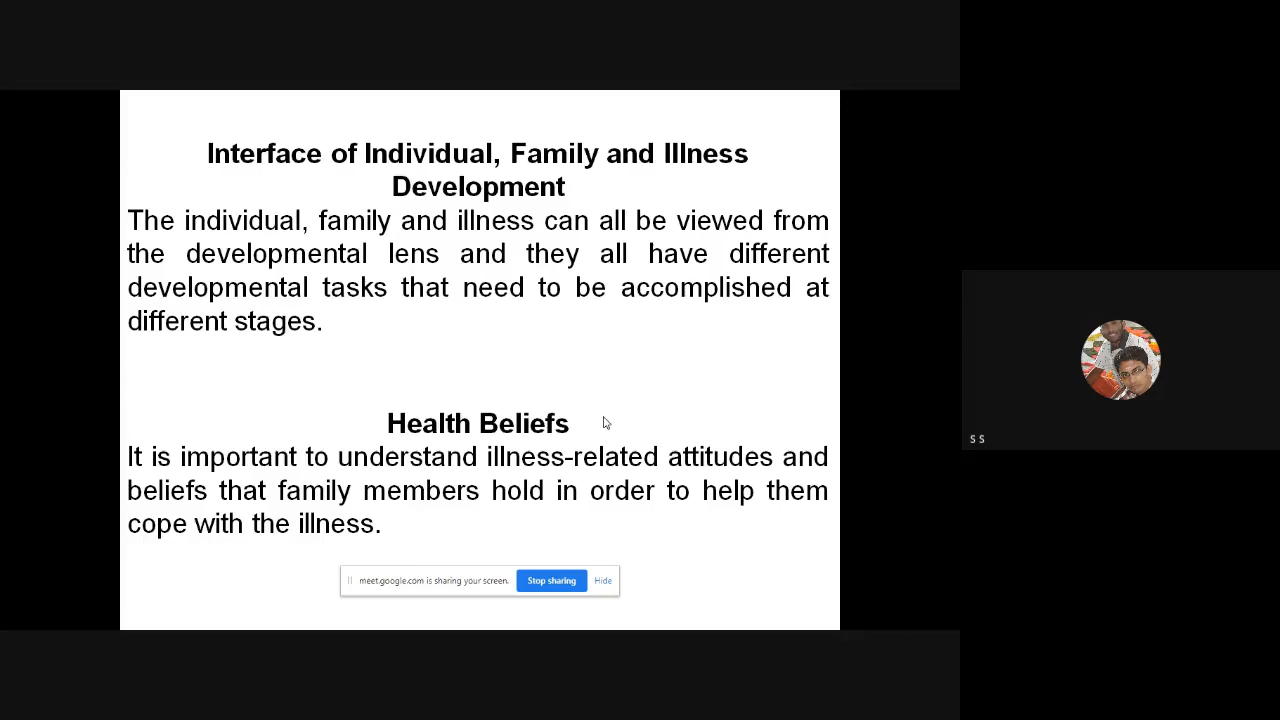 Interface of Individual, Family and Illness
Development
The individual, family and illness can all be viewed from
the developmental lens and they all have different
developmental tasks that need to be accomplished at
different stages.
Health Beliefs
It is important to understand illness-related attitudes and
beliefs that family members hold in order to help them
cope with the illness.
meet.google.com is sharing your screen. Stop sharing Hide
S S